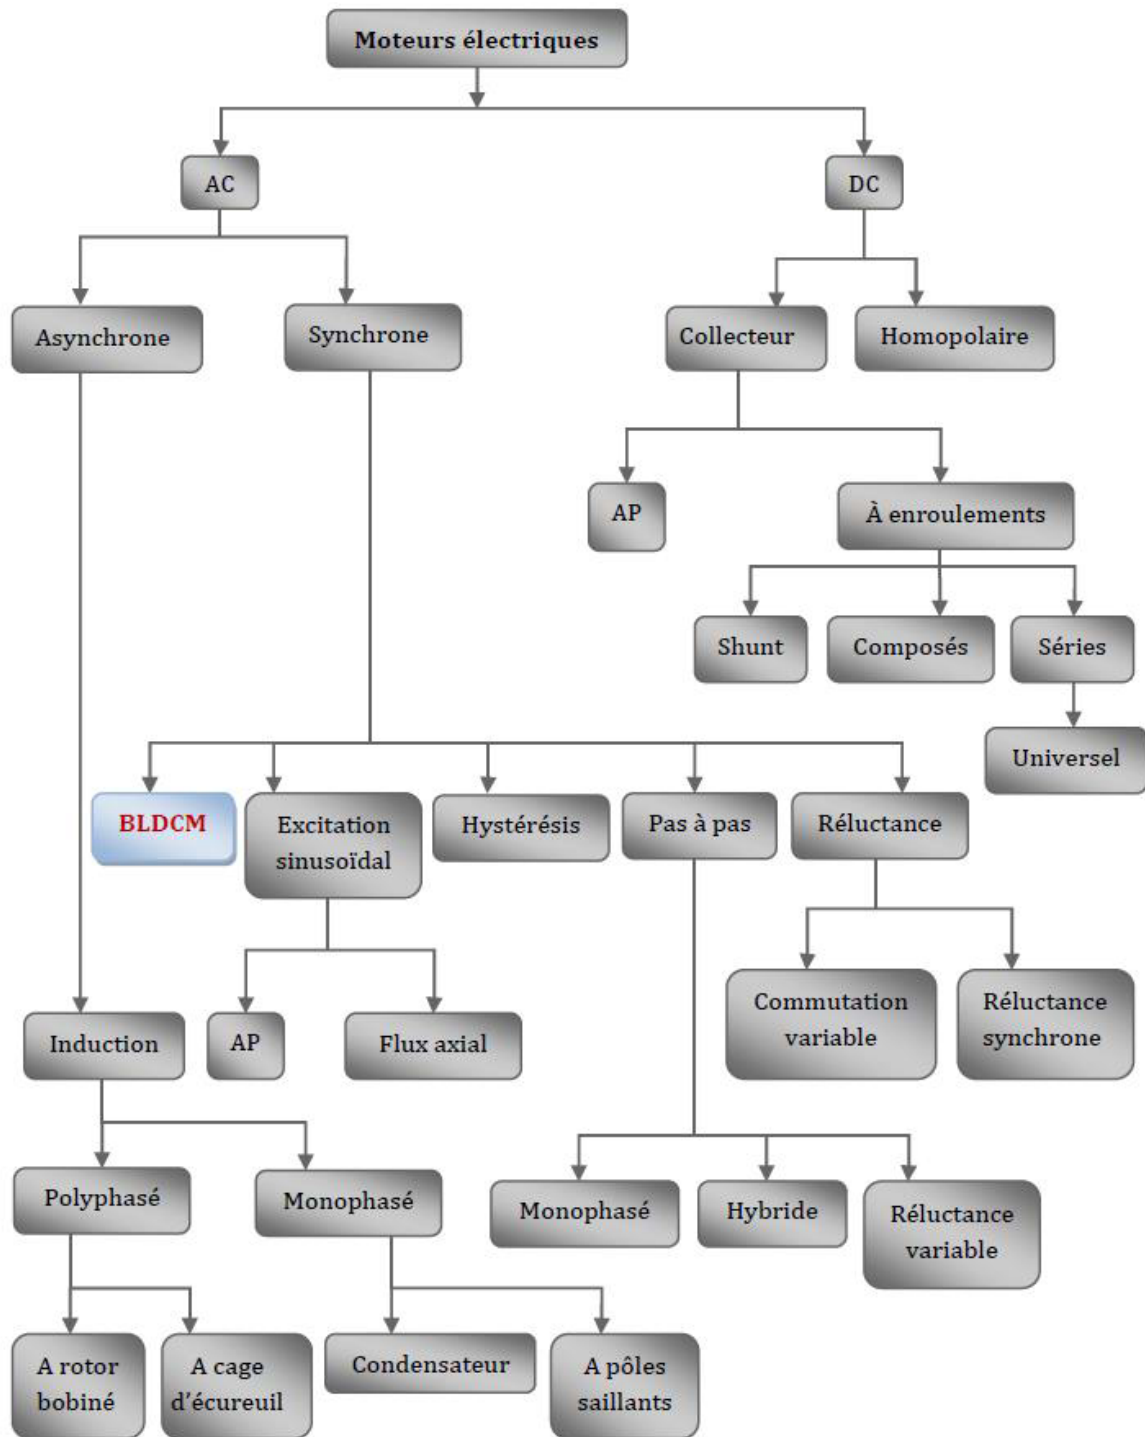 Moteurs électriques
AC
DC
Asynchrone
Synchrone
Collecteur
Homopolaire
AP
À enroulements
Shunt
Composés
Séries
Universel
BLDCM
Excitation
sinusoïdal
Hystérésis
Pas à pas
Réluctance
Commutation
variable
Réluctance
synchrone
Induction
AP
Flux axial
Polyphasé
Monophasé
Monophasé
Hybride
Réluctance
variable
A rotor
bobiné
A cage
d'écureuil
Condensateur
A pôles
saillants